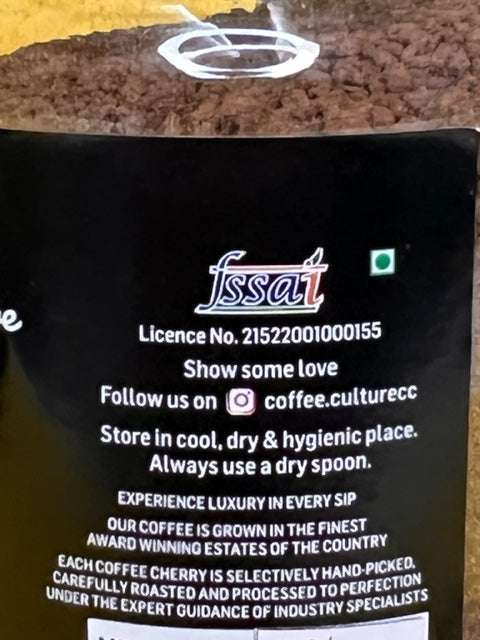 fssai
Licence No. 21522001000155
Show some love
Follow us on coffee.culturecc
Store in cool, dry & hygienic place.
Always use a dry spoon.
EXPERIENCE LUXURY IN EVERY SIP
OUR COFFEE IS GROWN IN THE FINEST
AWARD WINNING ESTATES OF THE COUNTRY
EACH COFFEE CHERRY IS SELECTIVELY HAND-PICKED,
CAREFULLY ROASTED AND PROCESSED TO PERFECTION
UNDER THE EXPERT GUIDANCE OF INDUSTRY SPECIALISTS